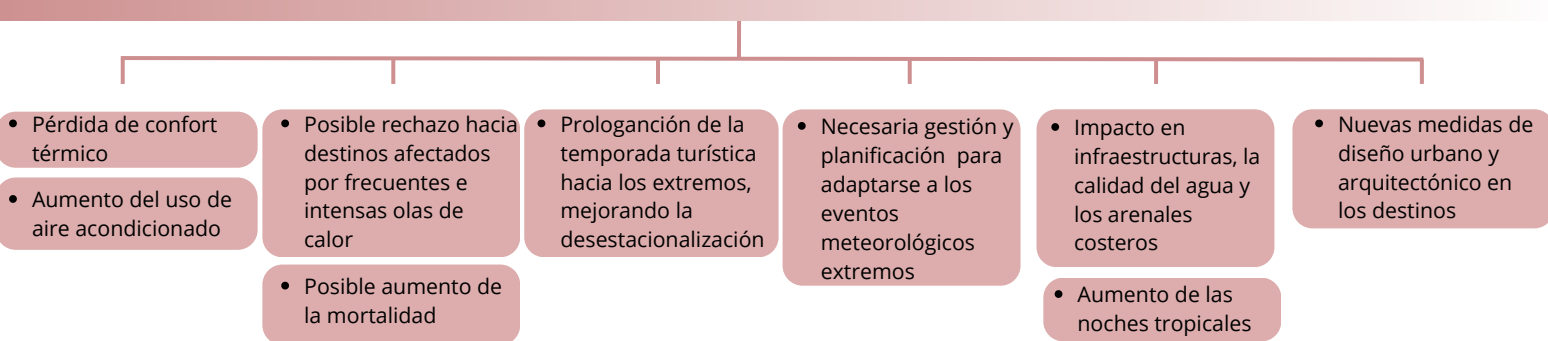 Pérdida de confort
térmico
Aumento del uso de
aire acondicionado
Posible rechazo hacia
destinos afectados
por frecuentes e
intensas olas de
calor
Posible aumento de
la mortalidad
Prologanción de la
temporada turística
hacia los extremos,
mejorando la
desestacionalización
Necesaria gestión y
planificación para
adaptarse a los
eventos
meteorológicos
extremos
Impacto en
infraestructuras, la
calidad del agua y
los arenales
costeros
Aumento de las
noches tropicales
Nuevas medidas de
diseño urbano y
arquitectónico en
los destinos